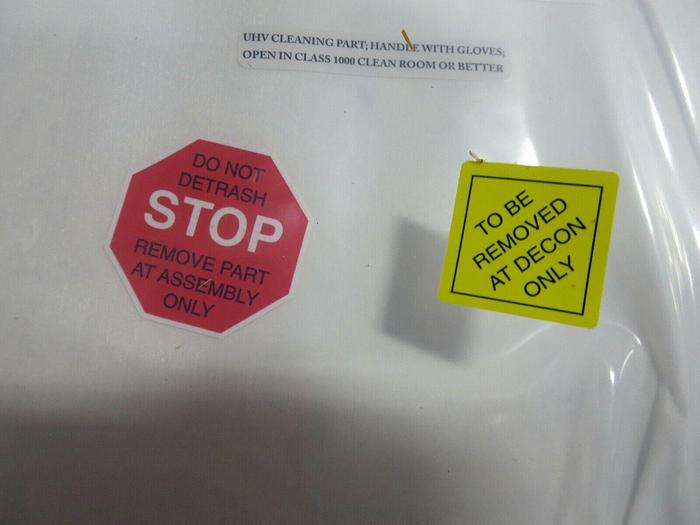 UHV CLEANING PART; HANDLE WITH GLOVES;
OPEN IN CLASS 1000 CLEAN ROOM OR BETTER
DO NOT
DETRASH
STOP
REMOVE PART
AT ASSEMBLY
ONLY
TO BE
REMOVED
AT DECON
ONLY